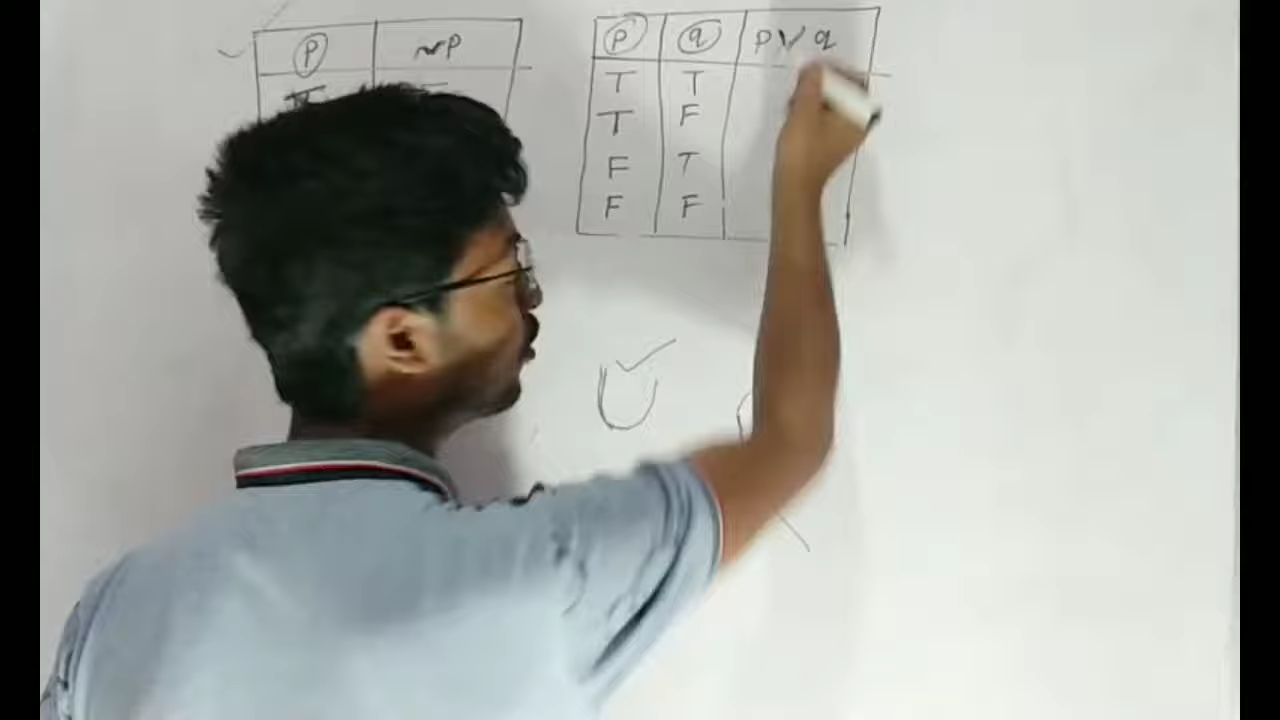 p ~p
p q p∨q
T T
T F
F T
F F